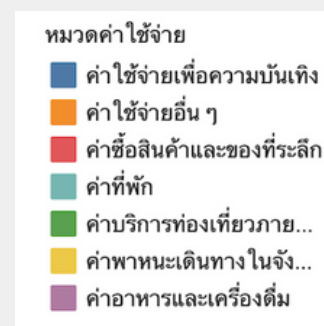 หมวดค่าใช้จ่าย
ค่าใช้จ่ายเพื่อความบันเทิง
ค่าใช้จ่ายอื่น ๆ
ค่าซื้อสินค้าและของที่ระลึก
ค่าที่พัก
ค่าบริการท่องเที่ยวภาย...
ค่าพาหนะเดินทางในจัง...
ค่าอาหารและเครื่องดื่ม